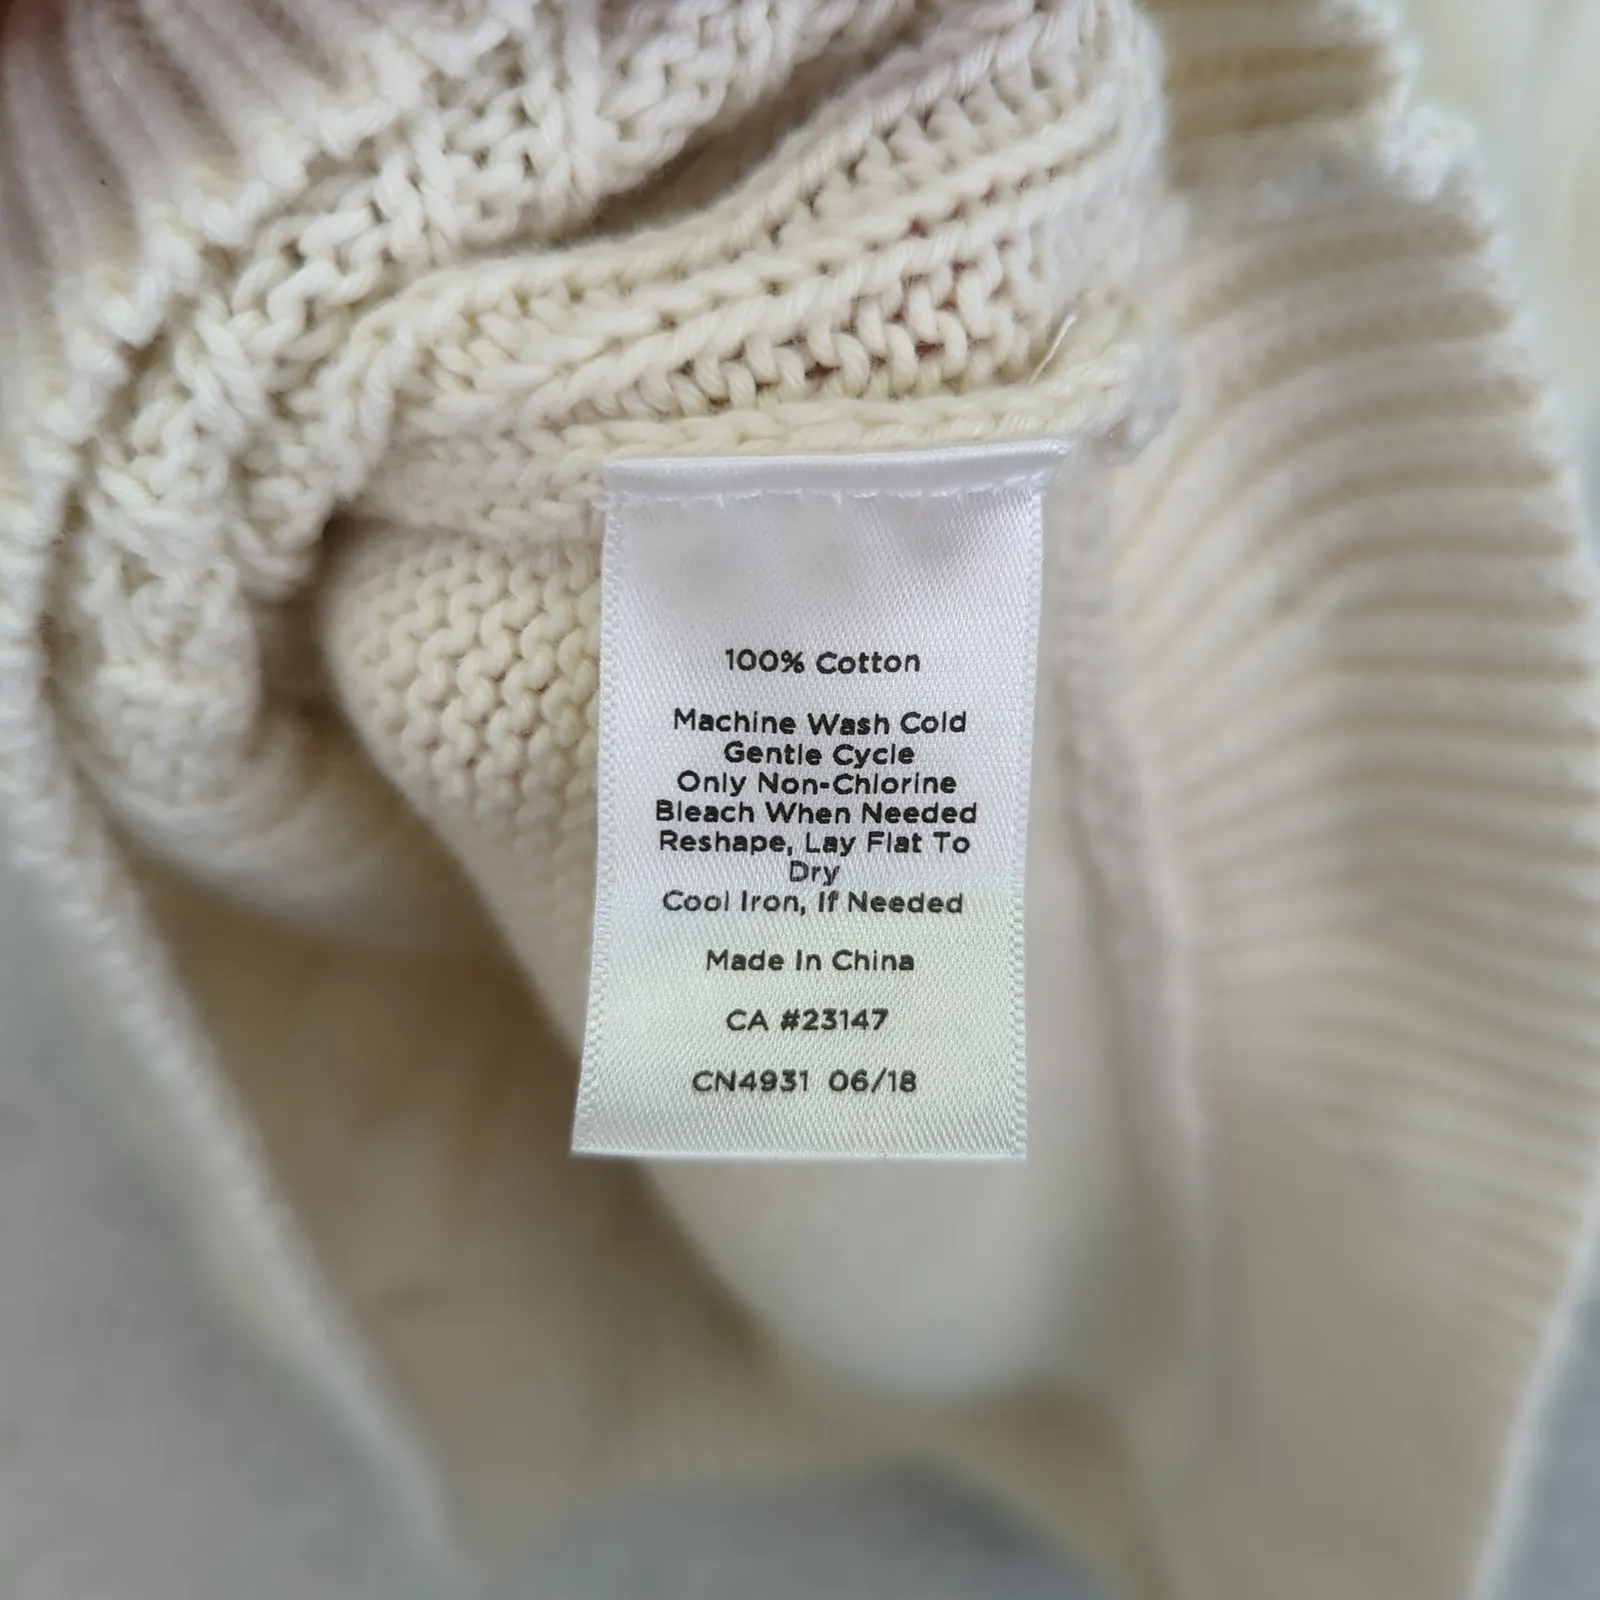 100% Cotton
Machine Wash Cold
Gentle Cycle
Only Non-Chlorine
Bleach When Needed
Reshape, Lay Flat To
Dry
Cool Iron, If Needed
Made In China
CA #23147
CN4931 06/18